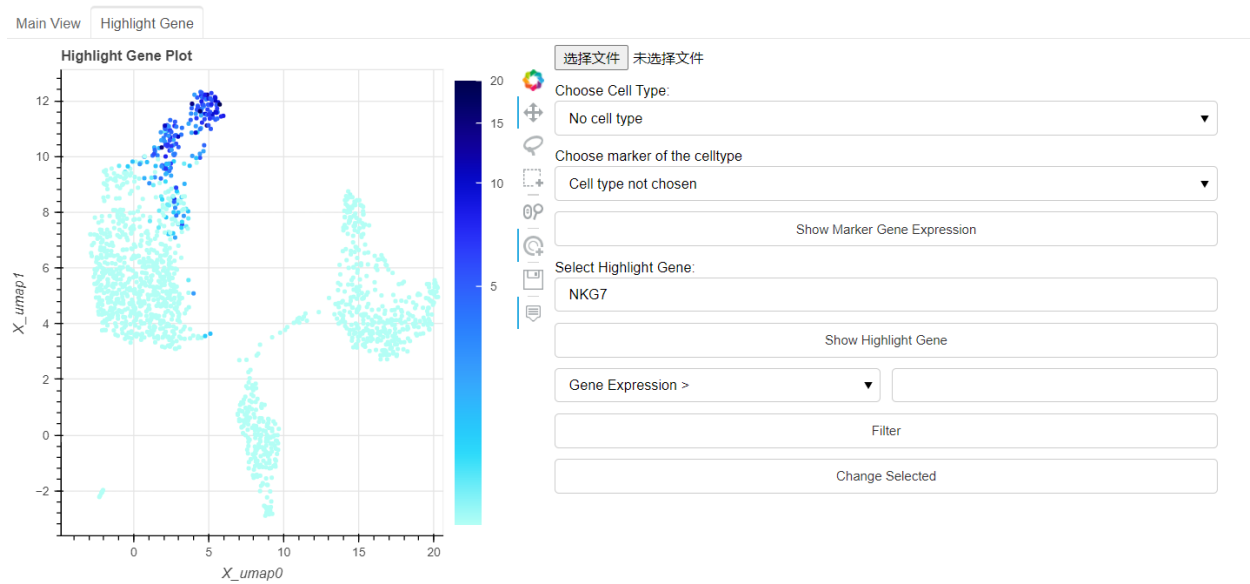 Main View Highlight Gene
Highlight Gene Plot
12
10
8
6
4
2
0
−2
X_umap1
0 5 10 15 20
X_umap0
20
15
10
5
选择文件 未选择文件
Choose Cell Type:
No cell type
Choose marker of the celltype
Cell type not chosen
Show Marker Gene Expression
Select Highlight Gene:
NKG7
Show Highlight Gene
Gene Expression >
Filter
Change Selected